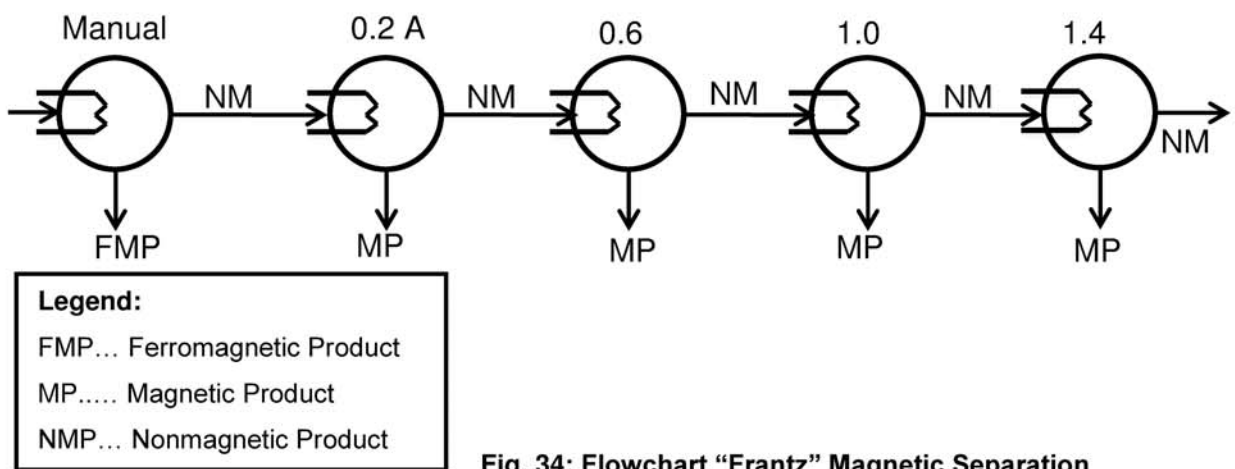 Manual 0.2 A 0.6 1.0 1.4
NM NM NM NM NM
FMP MP MP MP MP
Legend:
FMP... Ferromagnetic Product
MP..... Magnetic Product
NMP... Nonmagnetic Product
Fig. 34: Flowchart “Frantz” Magnetic Separation